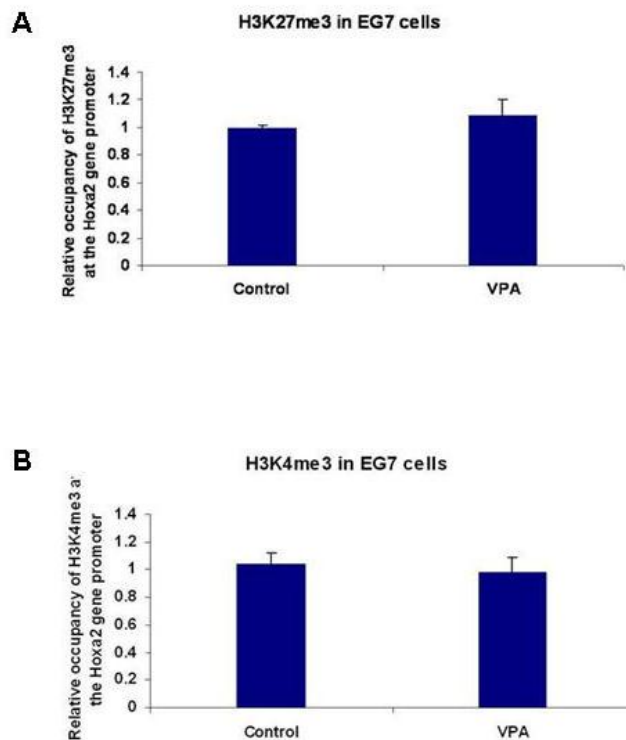 A
H3K27me3 in EG7 cells
Relative occupancy of H3K27me3
at the Hoxa2 gene promoter
1.4
1.2
1
0.8
0.6
0.4
0.2
0
Control VPA
B
H3K4me3 in EG7 cells
Relative occupancy of H3K4me3 a
the Hoxa2 gene promoter
1.4
1.2
1
0.8
0.6
0.4
0.2
0
Control VPA